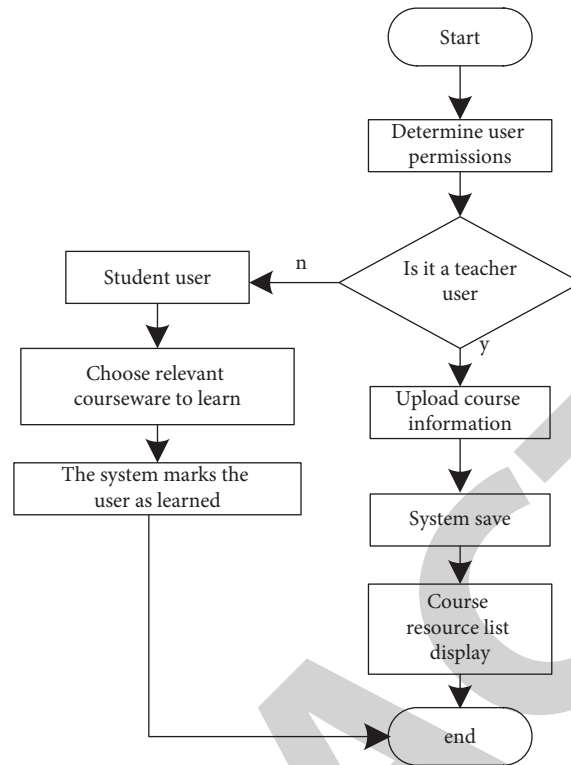 Start
Determine user
permissions
Is it a teacher
user
n
y
Student user
Choose relevant
courseware to learn
The system marks the
user as learned
Upload course
information
System save
Course
resource list
display
end